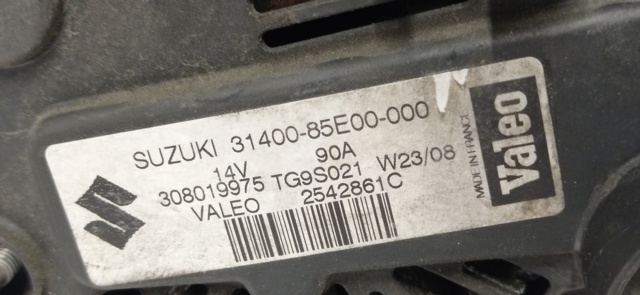 SUZUKI 31400-85E00-000
14V 90A
308019975 TG9S021 W23/08
VALEO 2542861C
MADE IN FRANCE
Valeo